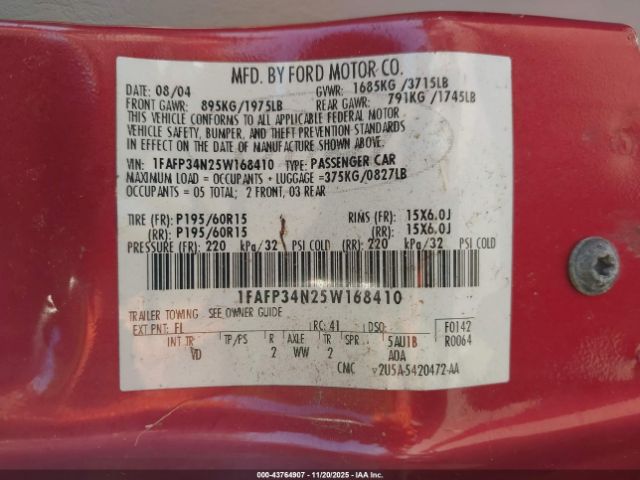 MFD. BY FORD MOTOR CO.
DATE: 08/04 GVWR: 1685KG/3715LB
FRONT GAWR: 895KG/1975LB REAR GAWR: 791KG/1745LB
THIS VEHICLE CONFORMS TO ALL APPLICABLE FEDERAL MOTOR
VEHICLE SAFETY, BUMPER, AND THEFT PREVENTION STANDARDS
IN EFFECT ON THE DATE OF MANUFACTURE SHOWN ABOVE.
VIN: 1FAFP34N25W168410 TYPE: PASSENGER CAR
MAXIMUM LOAD = OCCUPANTS + LUGGAGE =375KG/0827LB
OCCUPANTS = 05 TOTAL; 2 FRONT, 03 REAR
TIRE (FR): P195/60R15 RIMS (FR): 15X6.0J
(RR): P195/60R15 (RR): 15X6.0J
PRESSURE (FR): 220 kPa/32 PSI COLD (RR): 220 kPa/32 PSI COLD
1FAFP34N25W168410
TRAILER TOWING SEE OWNER GUIDE
EXT PNT: FL RC: 41 DSO: F0142
INT TR TP/PS R AXLE TR SPR 5AU1B R0064
VD 2 WW 2 AOA
CMC 2U5A-5420472-AA
000-43764907 - 11/20/2025 - IAA, Inc.